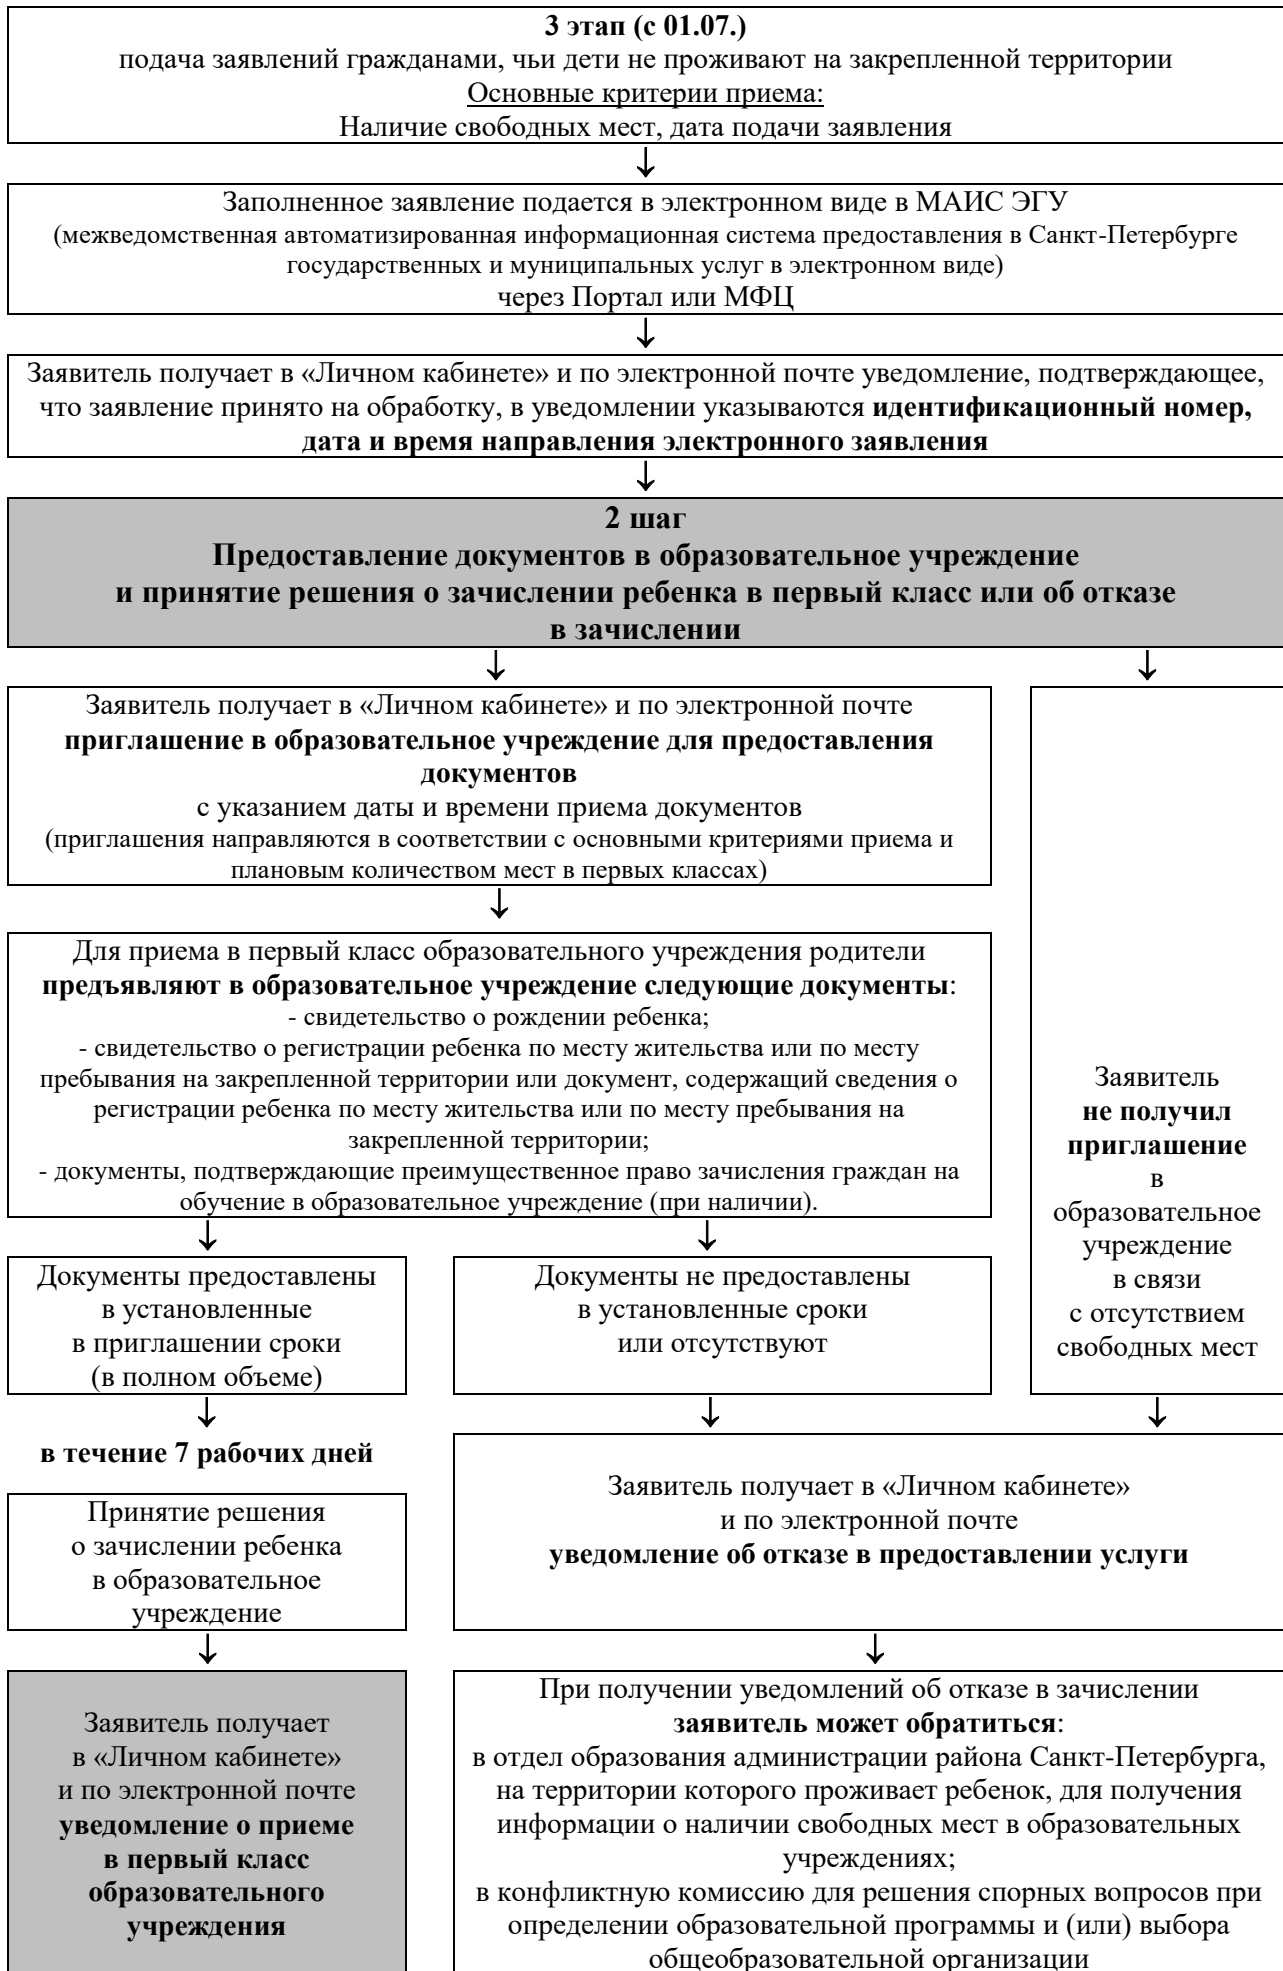 3 этап (с 01.07.)
подача заявлений гражданами, чьи дети не проживают на закрепленной территории
Основные критерии приема:
Наличие свободных мест, дата подачи заявления
Заполненное заявление подается в электронном виде в МАИС ЭГУ
(межведомственная автоматизированная информационная система предоставления в Санкт-Петербурге
государственных и муниципальных услуг в электронном виде)
через Портал или МФЦ
Заявитель получает в «Личном кабинете» и по электронной почте уведомление, подтверждающее,
что заявление принято на обработку, в уведомлении указываются идентификационный номер,
дата и время направления электронного заявления
2 шаг
Предоставление документов в образовательное учреждение
и принятие решения о зачислении ребенка в первый класс или об отказе
в зачислении
Заявитель получает в «Личном кабинете» и по электронной почте
приглашение в образовательное учреждение для предоставления
документов
с указанием даты и времени приема документов
(приглашения направляются в соответствии с основными критериями приема и
плановым количеством мест в первых классах)
Для приема в первый класс образовательного учреждения родители
предъявляют в образовательное учреждение следующие документы:
- свидетельство о рождении ребенка;
- свидетельство о регистрации ребенка по месту жительства или по месту
пребывания на закрепленной территории или документ, содержащий сведения о
регистрации ребенка по месту жительства или по месту пребывания на
закрепленной территории;
- документы, подтверждающие преимущественное право зачисления граждан на
обучение в образовательное учреждение (при наличии).
Заявитель
не получил
приглашение
в
образовательное
учреждение
в связи
с отсутствием
свободных мест
Документы предоставлены
в установленные
в приглашении сроки
(в полном объеме)
Документы не предоставлены
в установленные сроки
или отсутствуют
в течение 7 рабочих дней
Принятие решения
о зачислении ребенка
в образовательное
учреждение
Заявитель получает в «Личном кабинете»
и по электронной почте
уведомление об отказе в предоставлении услуги
Заявитель получает
в «Личном кабинете»
и по электронной почте
уведомление о приеме
в первый класс
образовательного
учреждения
При получении уведомлений об отказе в зачислении
заявитель может обратиться:
в отдел образования администрации района Санкт-Петербурга,
на территории которого проживает ребенок, для получения
информации о наличии свободных мест в образовательных
учреждениях;
в конфликтную комиссию для решения спорных вопросов при
определении образовательной программы и (или) выбора
общеобразовательной организации